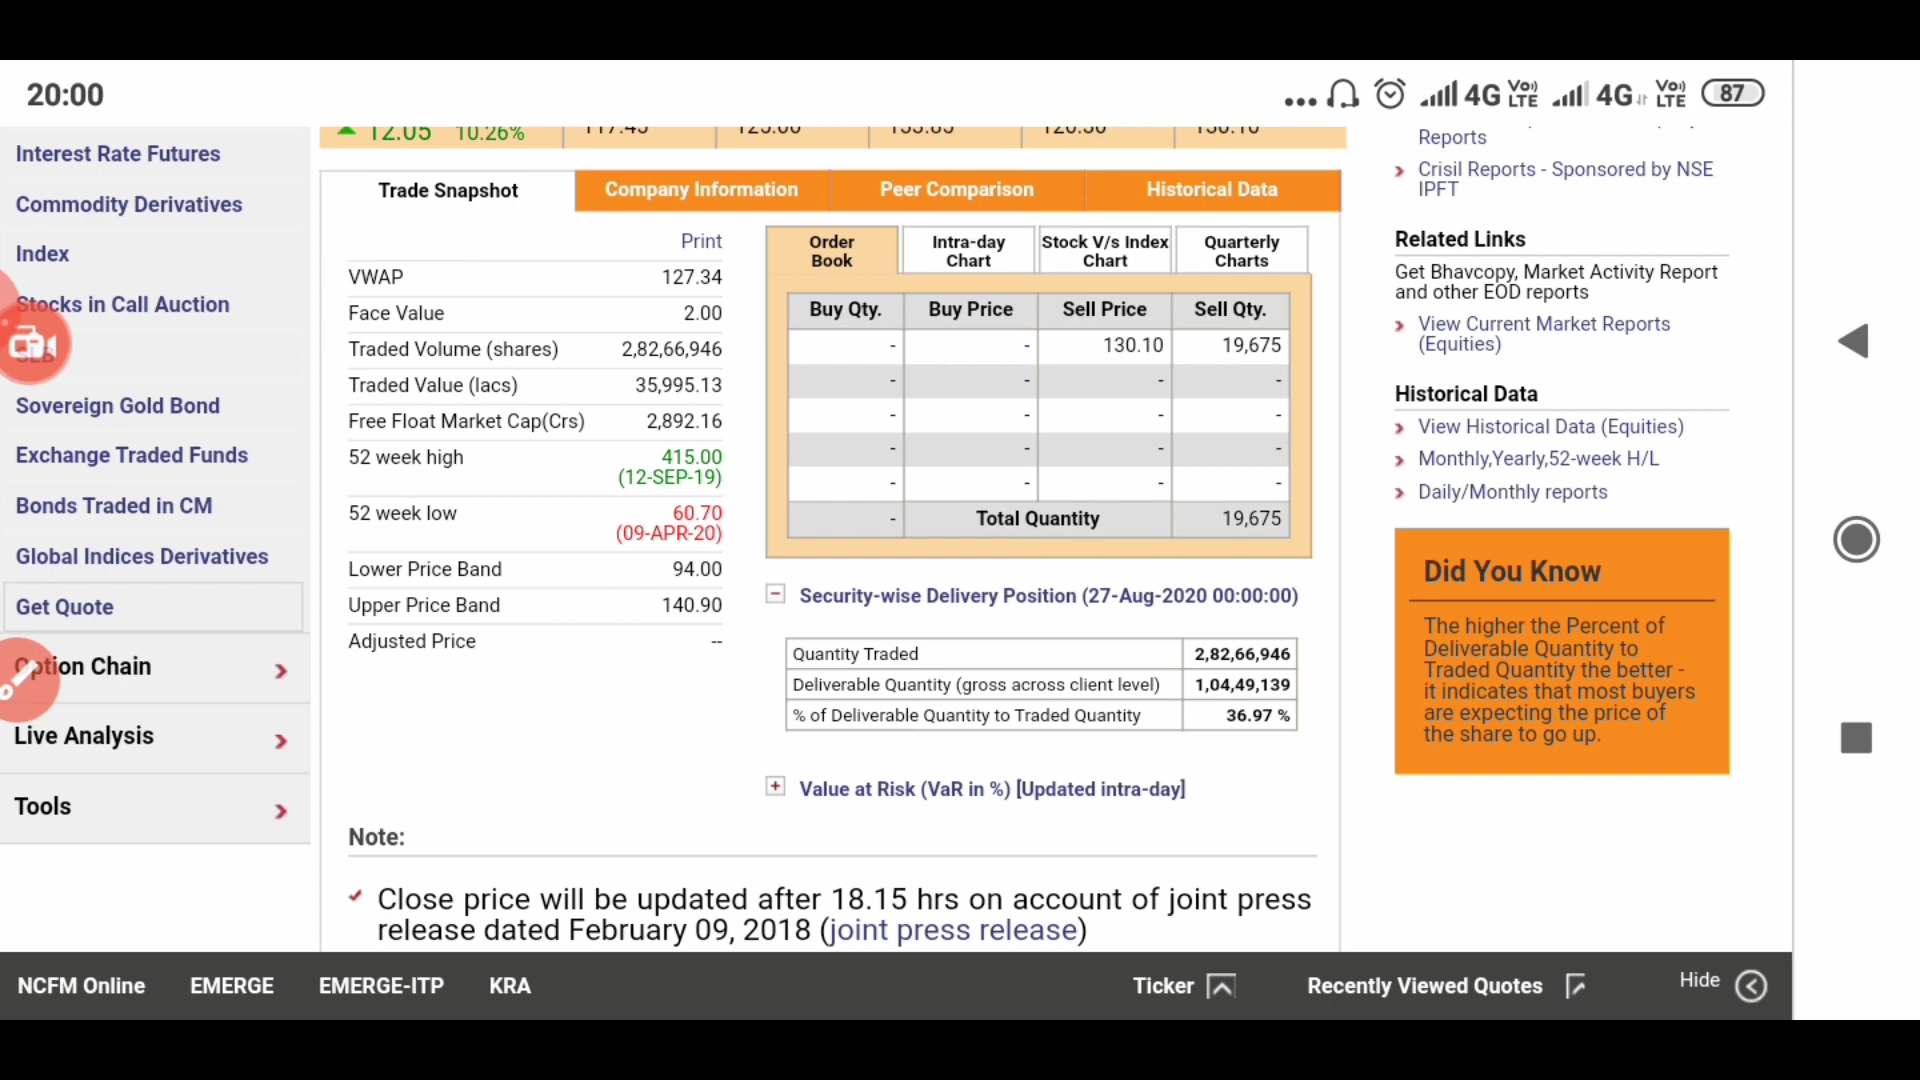 20:00
4G VoLTE 4G VoLTE 87
12.05 10.26%
Interest Rate Futures
Commodity Derivatives
Index
Stocks in Call Auction
Sovereign Gold Bond
Exchange Traded Funds
Bonds Traded in CM
Global Indices Derivatives
Get Quote
Option Chain
Live Analysis
Tools
Trade Snapshot Company Information Peer Comparison Historical Data
Print
VWAP 127.34
Face Value 2.00
Traded Volume (shares) 2,82,66,946
Traded Value (lacs) 35,995.13
Free Float Market Cap(Crs) 2,892.16
52 week high 415.00
(12-SEP-19)
52 week low 60.70
(09-APR-20)
Lower Price Band 94.00
Upper Price Band 140.90
Adjusted Price --
Order Book Intra-day Chart Stock V/s Index Chart Quarterly Charts
Buy Qty. Buy Price Sell Price Sell Qty.
- - 130.10 19,675
- - - -
- - - -
- - - -
- - - -
- Total Quantity 19,675
Security-wise Delivery Position (27-Aug-2020 00:00:00)
Quantity Traded 2,82,66,946
Deliverable Quantity (gross across client level) 1,04,49,139
% of Deliverable Quantity to Traded Quantity 36.97 %
Value at Risk (VaR in %) [Updated intra-day]
Note:
Close price will be updated after 18.15 hrs on account of joint press
release dated February 09, 2018 (joint press release)
Reports
Crisil Reports - Sponsored by NSE
IPFT
Related Links
Get Bhavcopy, Market Activity Report
and other EOD reports
View Current Market Reports
(Equities)
Historical Data
View Historical Data (Equities)
Monthly,Yearly,52-week H/L
Daily/Monthly reports
Did You Know
The higher the Percent of
Deliverable Quantity to
Traded Quantity the better -
it indicates that most buyers
are expecting the price of
the share to go up.
NCFM Online EMERGE EMERGE-ITP KRA Ticker Recently Viewed Quotes Hide